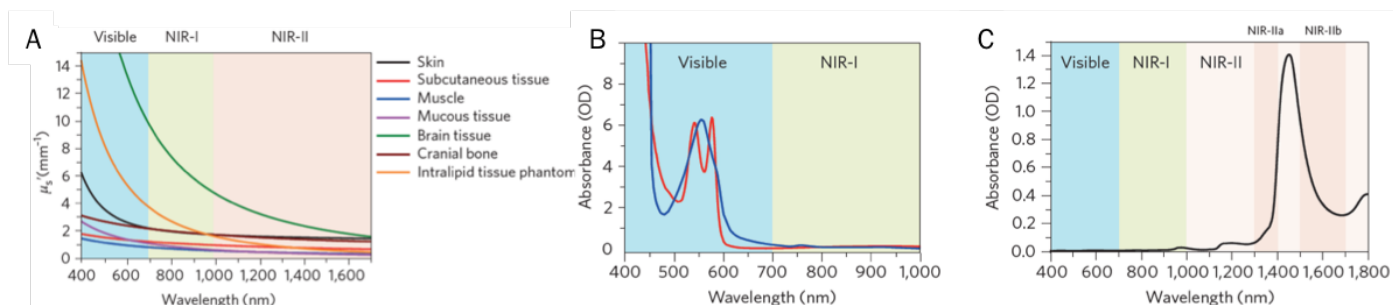 A
Visible NIR-I NIR-II
μs′(mm⁻¹)
14
12
10
8
6
4
2
0
400 600 800 1,000 1,200 1,400 1,600
Wavelength (nm)
Skin
Subcutaneous tissue
Muscle
Mucous tissue
Brain tissue
Cranial bone
Intralipid tissue phantom
B
Visible NIR-I
Absorbance (OD)
8
6
4
2
0
400 500 600 700 800 900 1,000
Wavelength (nm)
C
NIR-IIa NIR-IIb
Visible NIR-I NIR-II
Absorbance (OD)
1.4
1.2
1.0
0.8
0.6
0.4
0.2
0.0
400 600 800 1,000 1,200 1,400 1,600 1,800
Wavelength (nm)